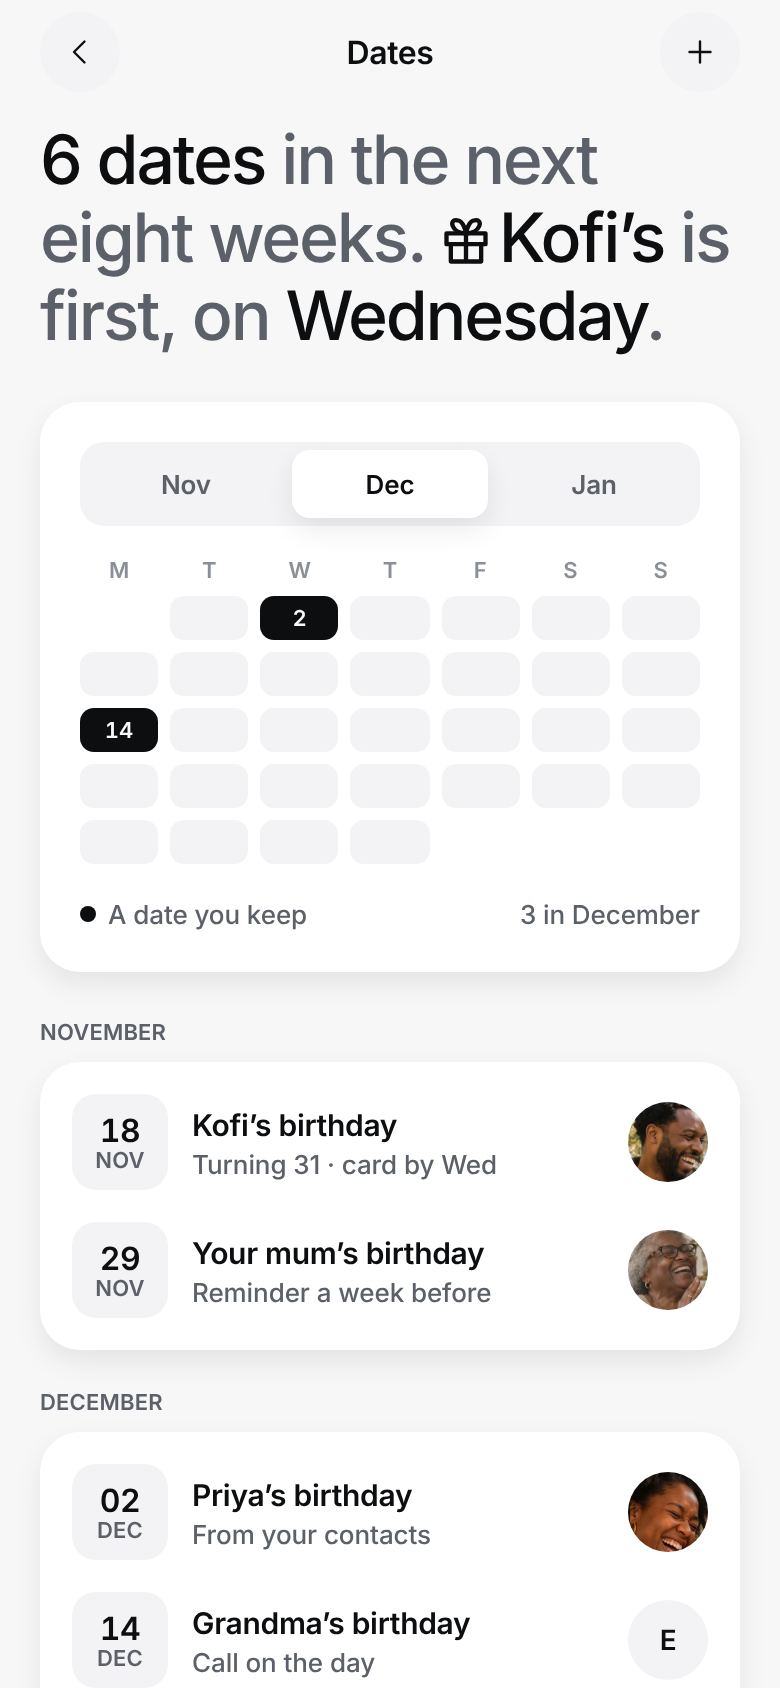 Dates
6 dates in the next
eight weeks. Kofi’s is
first, on Wednesday.
Nov Dec Jan
M T W T F S S
2
14
A date you keep 3 in December
NOVEMBER
18 Kofi’s birthday
NOV Turning 31 · card by Wed
29 Your mum’s birthday
NOV Reminder a week before
DECEMBER
02 Priya’s birthday
DEC From your contacts
14 Grandma’s birthday E
DEC Call on the day